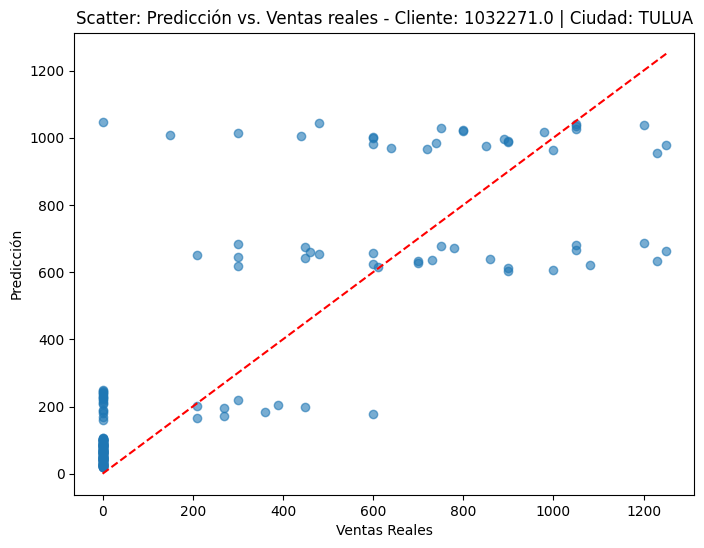 Scatter: Predicción vs. Ventas reales - Cliente: 1032271.0 | Ciudad: TULUA
Predicción
1200
1000
800
600
400
200
0
0 200 400 600 800 1000 1200
Ventas Reales